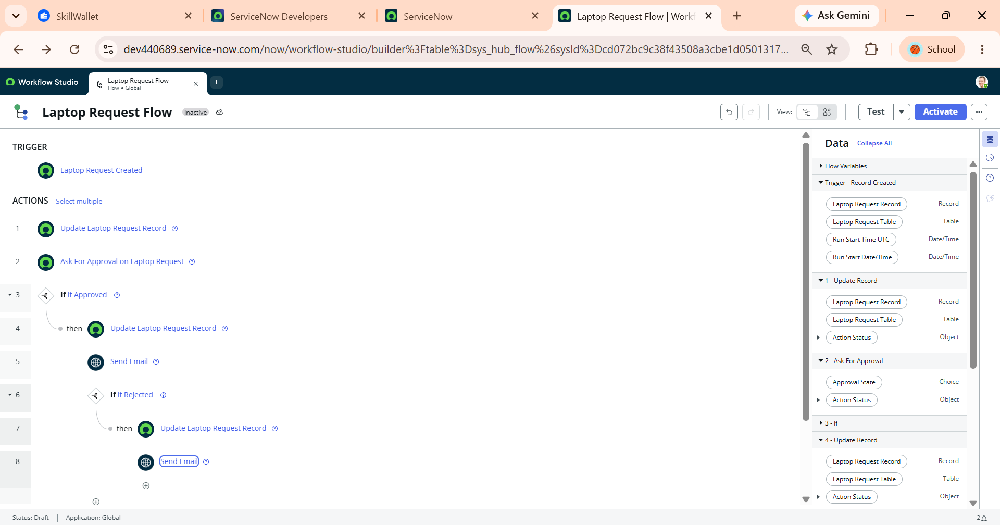 SkillWallet
ServiceNow Developers
ServiceNow
Laptop Request Flow | Workf
Ask Gemini
dev440689.service-now.com/now/workflow-studio/builder%3Ftable%3Dsys_hub_flow%26sysId%3Dcd072bc9c38f43508a3cbe1d0501317...
School
Workflow Studio
Laptop Request Flow
Flow • Global
Laptop Request Flow
Inactive
View:
Test
Activate
TRIGGER
Laptop Request Created
ACTIONS Select multiple
1 Update Laptop Request Record
2 Ask For Approval on Laptop Request
3 If If Approved
4 then Update Laptop Request Record
5 Send Email
6 If If Rejected
7 then Update Laptop Request Record
8 Send Email
Data Collapse All
Flow Variables
Trigger - Record Created
Laptop Request Record Record
Laptop Request Table Table
Run Start Time UTC Date/Time
Run Start Date/Time Date/Time
1 - Update Record
Laptop Request Record Record
Laptop Request Table Table
Action Status Object
2 - Ask For Approval
Approval State Choice
Action Status Object
3 - If
4 - Update Record
Laptop Request Record Record
Laptop Request Table Table
Action Status Object
Status: Draft
Application: Global
2